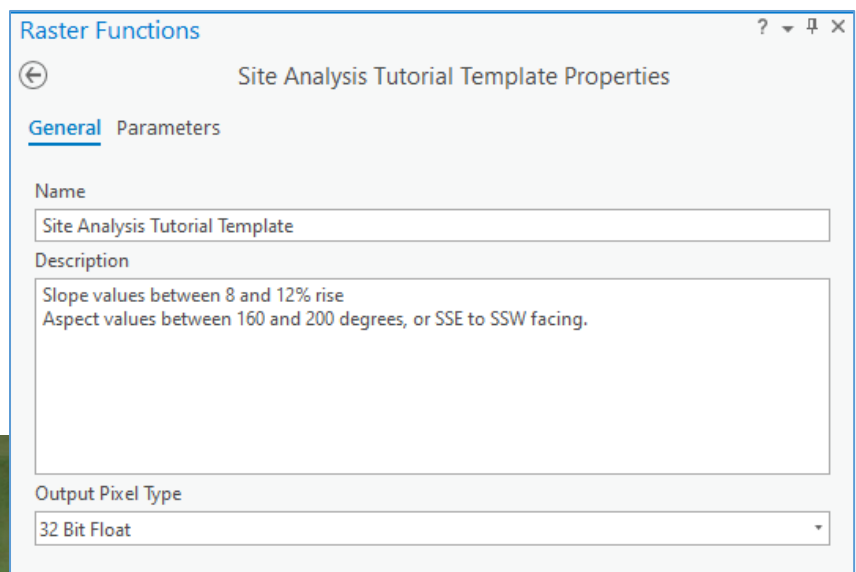 Raster Functions
?
Site Analysis Tutorial Template Properties
General Parameters
Name
Site Analysis Tutorial Template
Description
Slope values between 8 and 12% rise
Aspect values between 160 and 200 degrees, or SSE to SSW facing.
Output Pixel Type
32 Bit Float